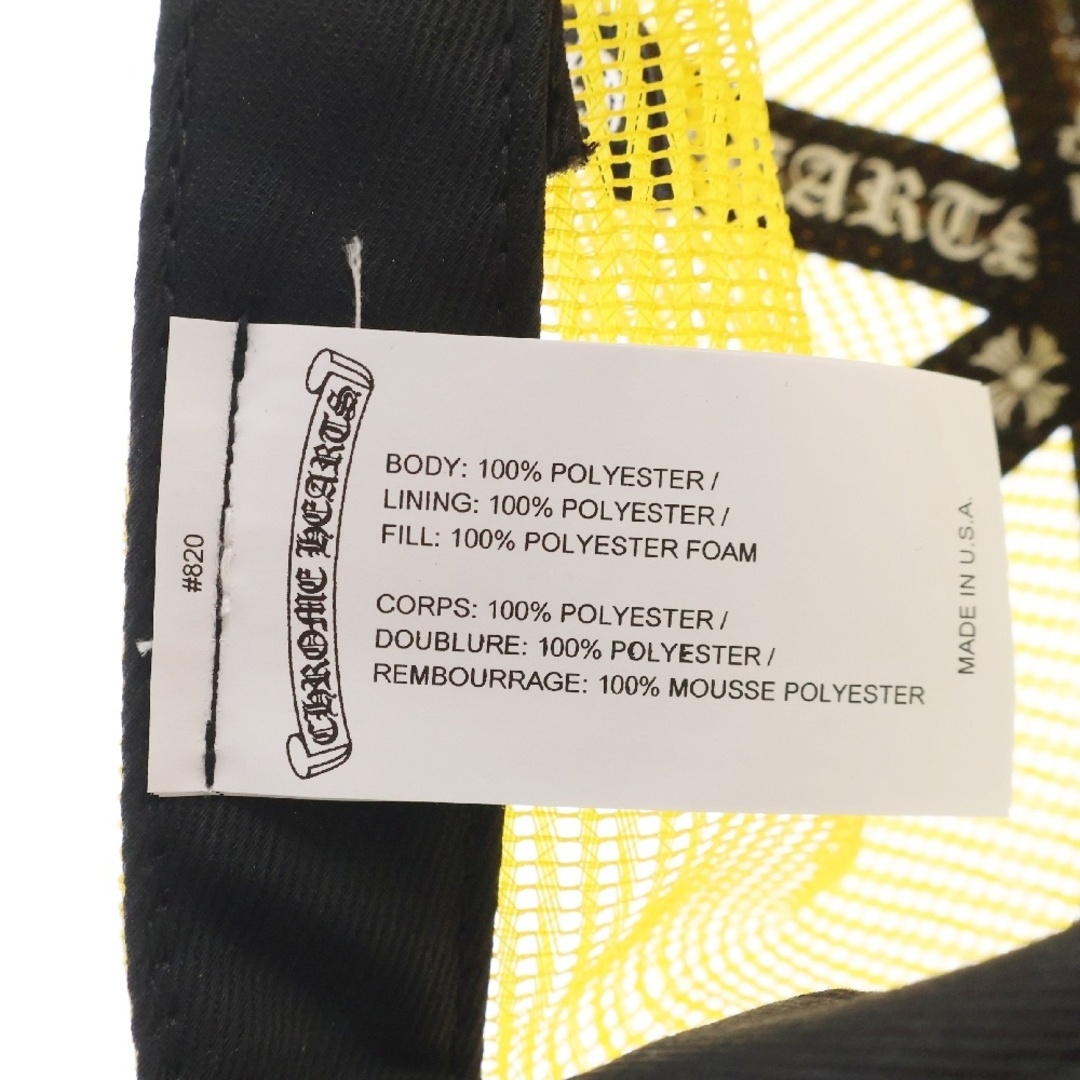 BODY: 100% POLYESTER /
LINING: 100% POLYESTER /
FILL: 100% POLYESTER FOAM
CORPS: 100% POLYESTER /
DOUBLURE: 100% POLYESTER /
REMBOURRAGE: 100% MOUSSE POLYESTER
CHROME HEARTS
#820
MADE IN U.S.A.
EARTS